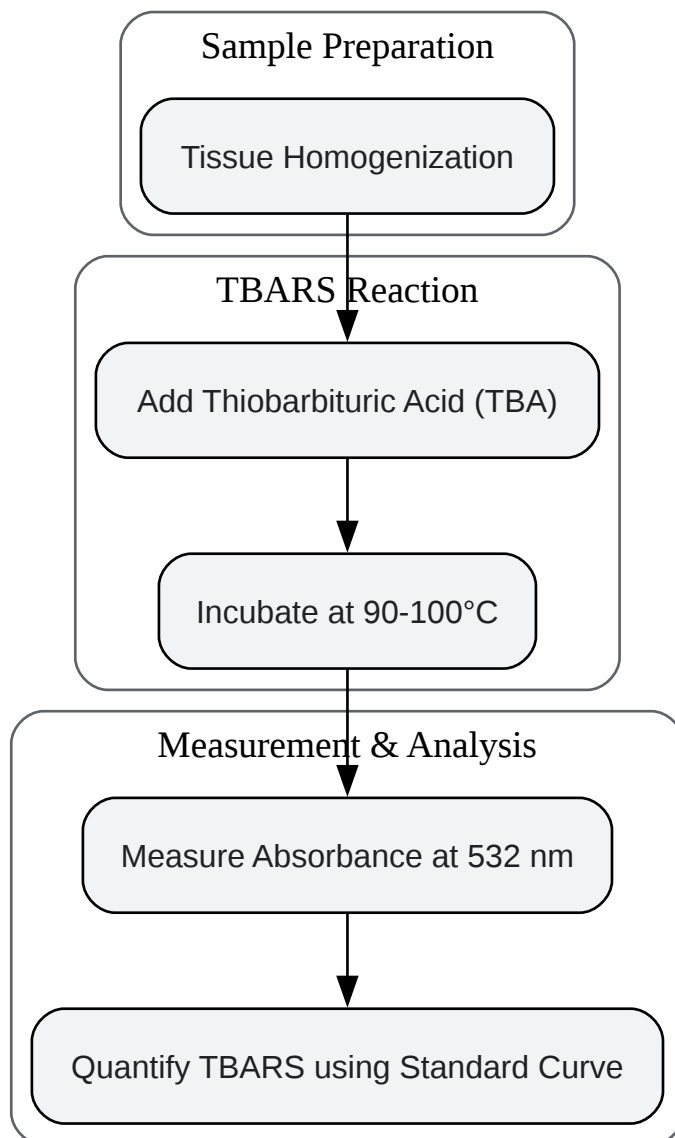 Sample Preparation
Tissue Homogenization
TBARS Reaction
Add Thiobarbituric Acid (TBA)
Incubate at 90-100°C
Measurement & Analysis
Measure Absorbance at 532 nm
Quantify TBARS using Standard Curve